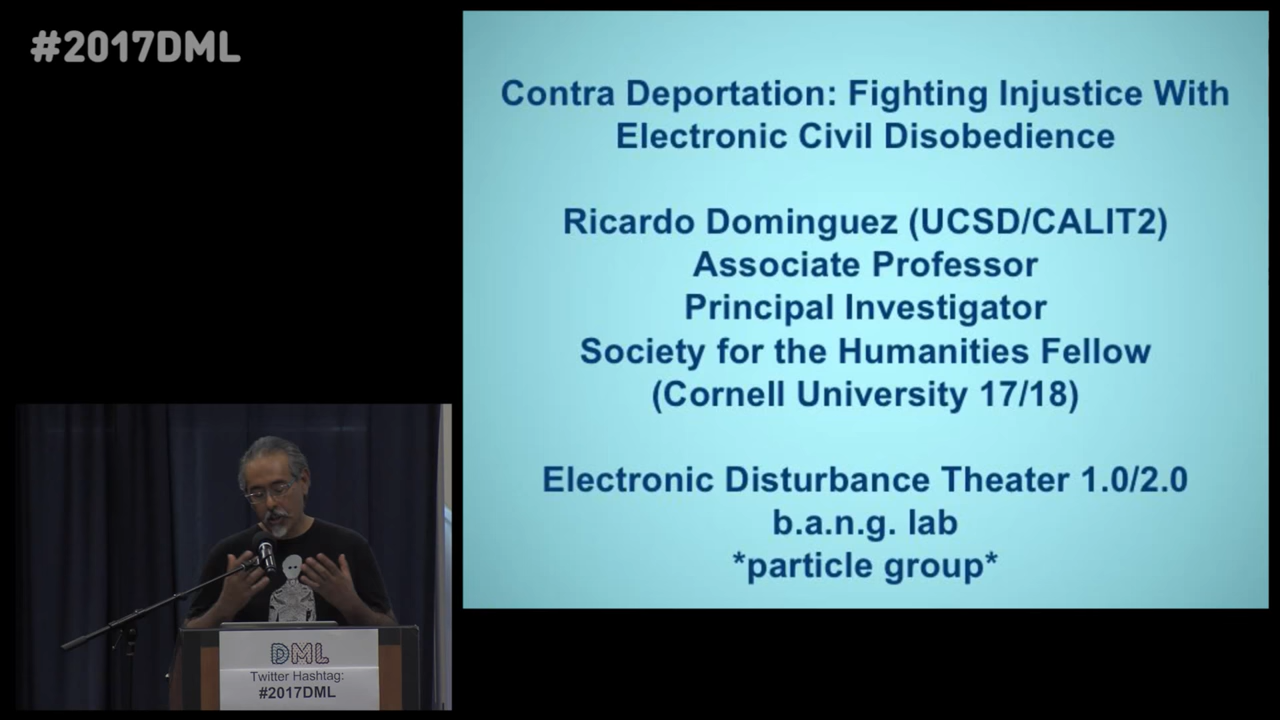 #2017DML
Contra Deportation: Fighting Injustice With
Electronic Civil Disobedience
Ricardo Dominguez (UCSD/CALIT2)
Associate Professor
Principal Investigator
Society for the Humanities Fellow
(Cornell University 17/18)
Electronic Disturbance Theater 1.0/2.0
b.a.n.g. lab
*particle group*
DML
Twitter Hashtag:
#2017DML